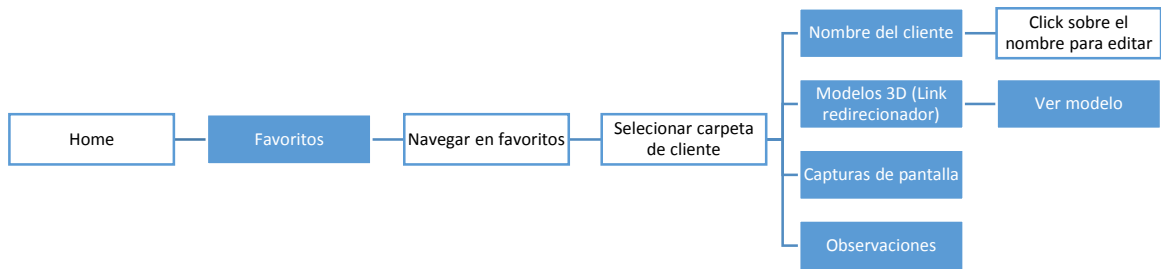 Nombre del cliente
Click sobre el
nombre para editar
Modelos 3D (Link
redirecionador)
Ver modelo
Home
Favoritos
Navegar en favoritos
Selecionar carpeta
de cliente
Capturas de pantalla
Observaciones